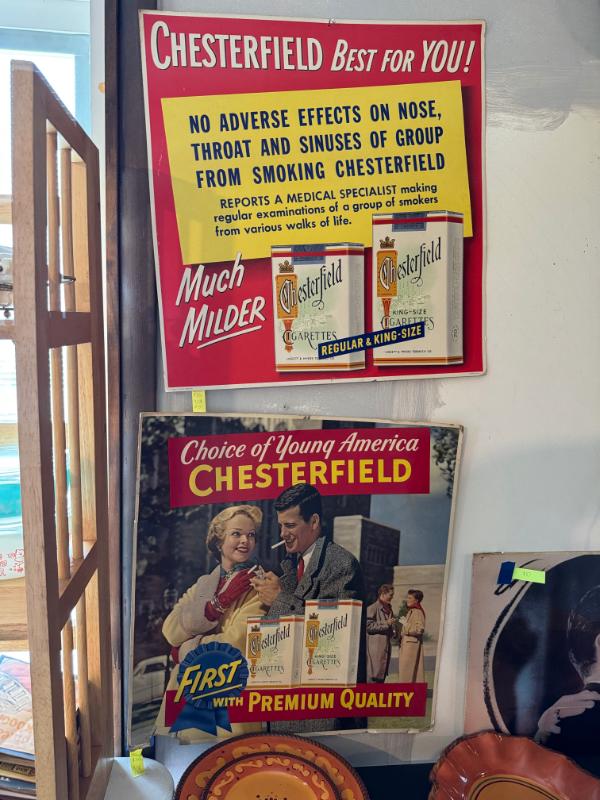 CHESTERFIELD BEST FOR YOU!
NO ADVERSE EFFECTS ON NOSE,
THROAT AND SINUSES OF GROUP
FROM SMOKING CHESTERFIELD
REPORTS A MEDICAL SPECIALIST making
regular examinations of a group of smokers
from various walks of life.
Much
MILDER
Chesterfield
CIGARETTES
Chesterfield
KING-SIZE
CIGARETTES
REGULAR & KING-SIZE
Choice of Young America
CHESTERFIELD
Chesterfield
CIGARETTES
Chesterfield
KING-SIZE
CIGARETTES
FIRST
WITH PREMIUM QUALITY